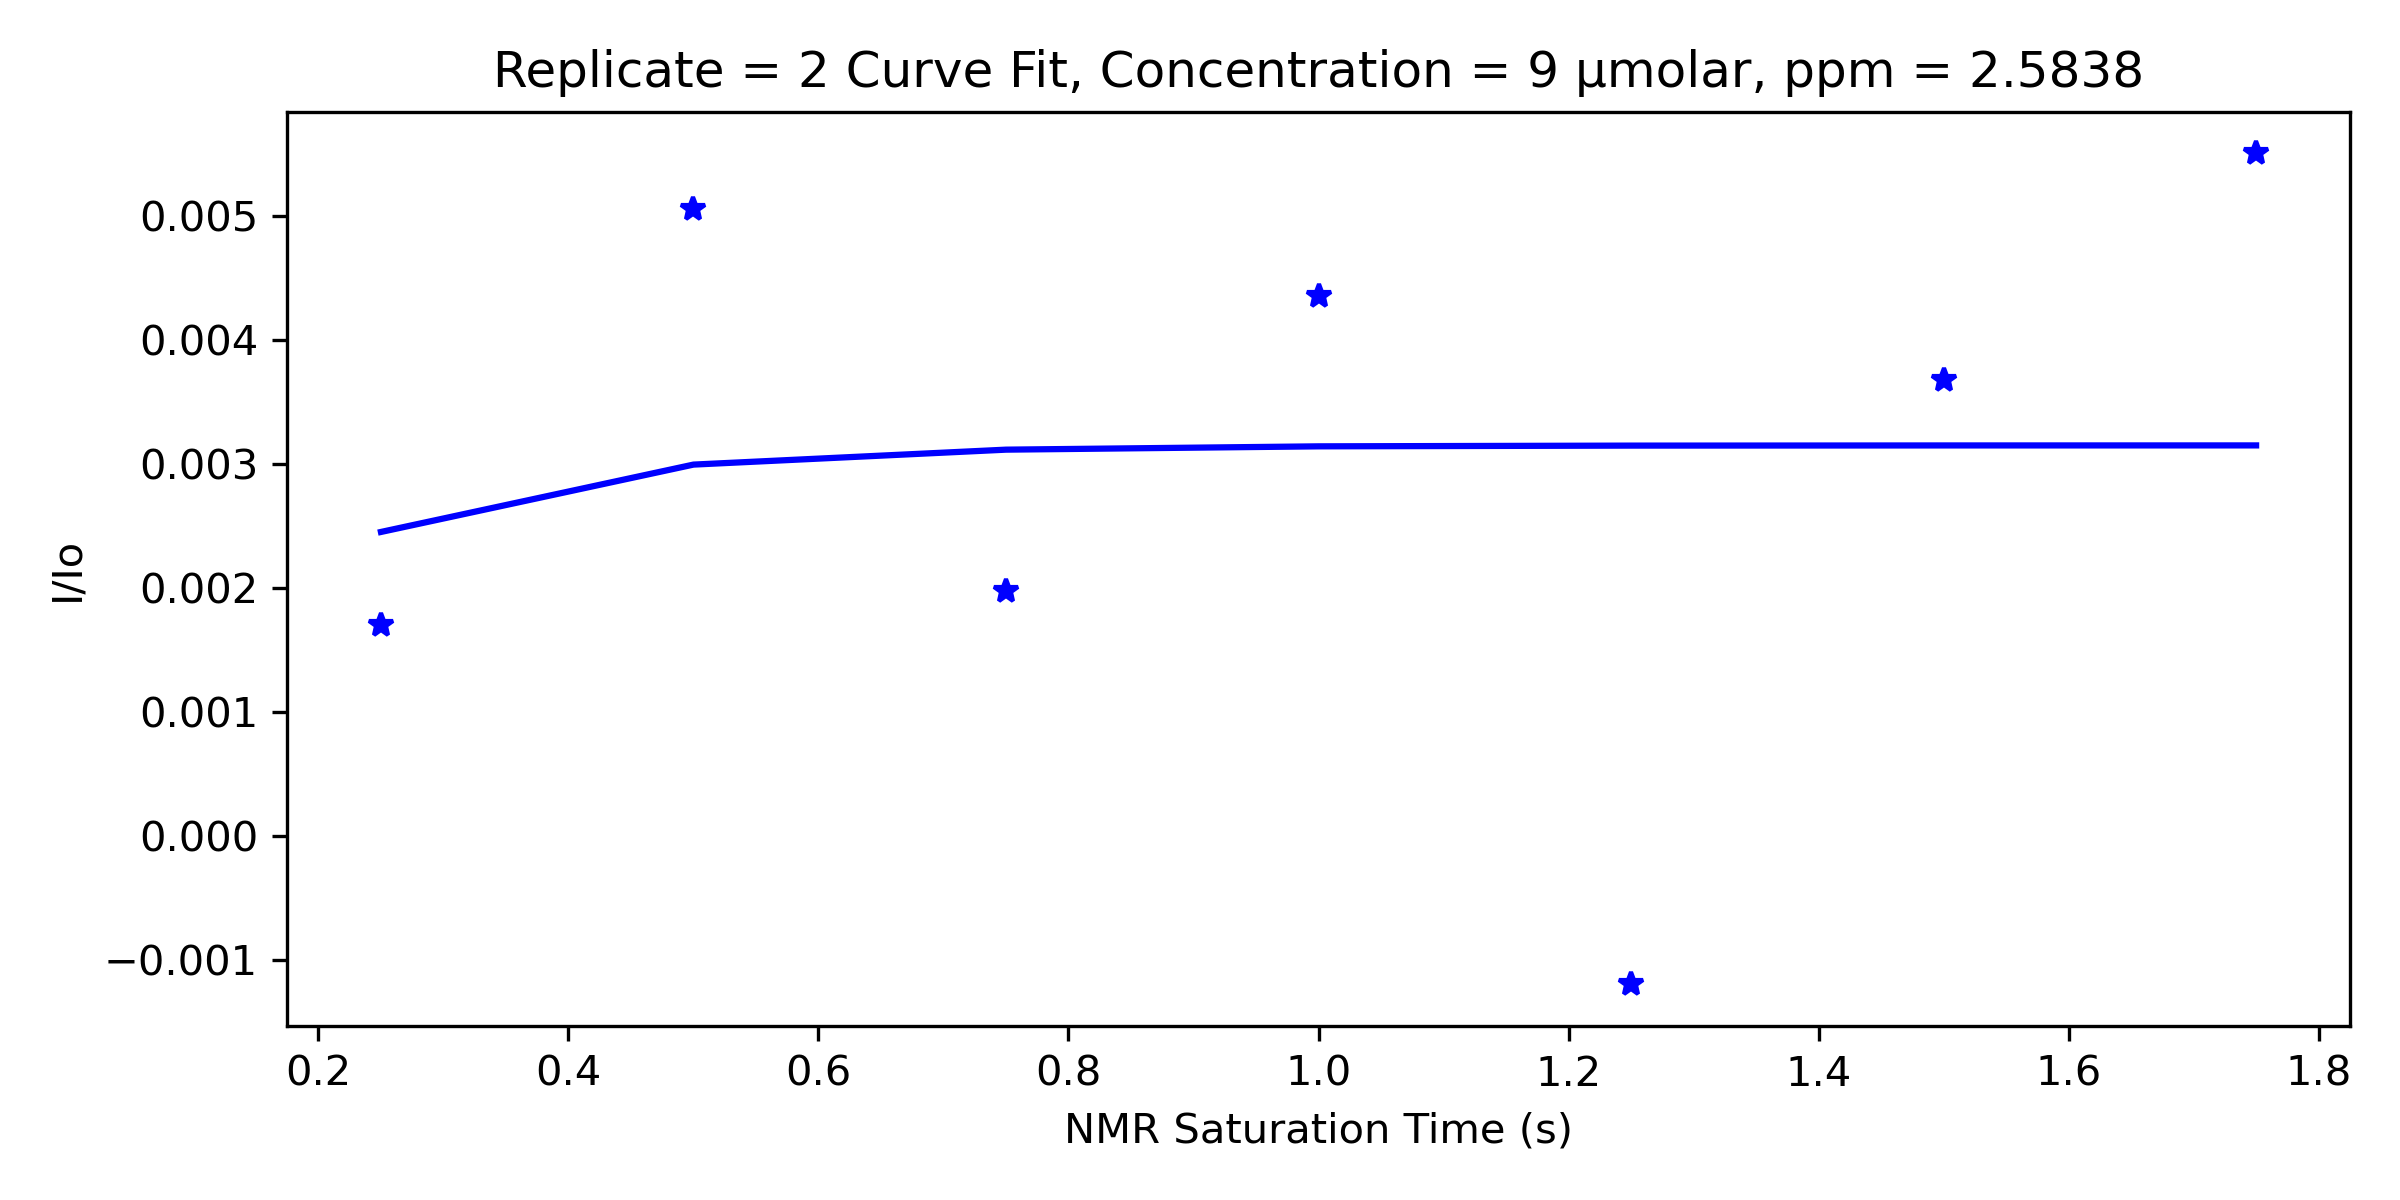 Replicate = 2 Curve Fit, Concentration = 9 μmolar, ppm = 2.5838
0.005
0.004
0.003
0.002
0.001
0.000
−0.001
I/Io
0.2 0.4 0.6 0.8 1.0 1.2 1.4 1.6 1.8
NMR Saturation Time (s)